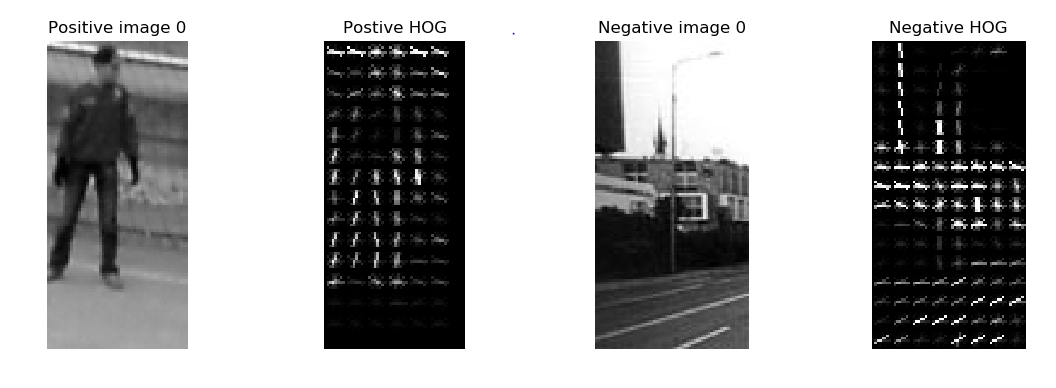 Positive image 0
Postive HOG
Negative image 0
Negative HOG